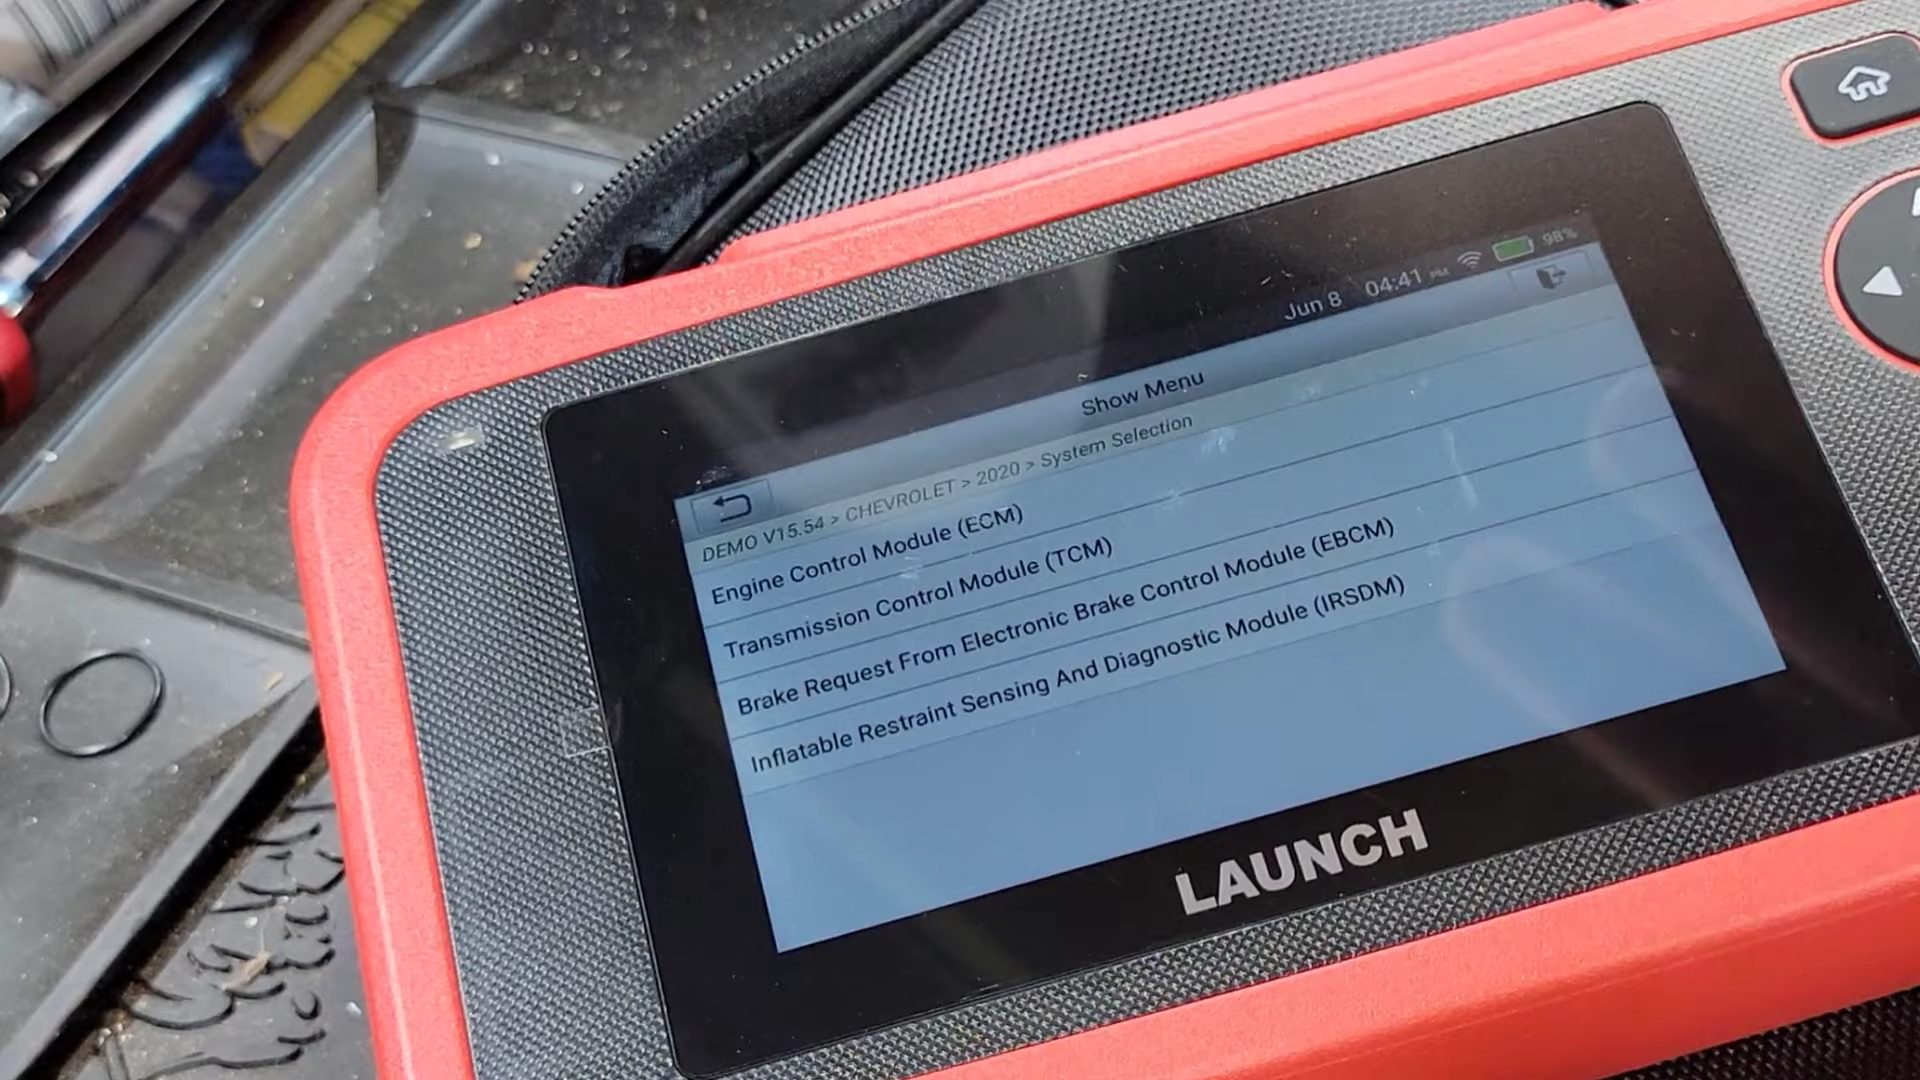 Jun 8 04:41 PM 98%
Show Menu
DEMO V15.54 > CHEVROLET > 2020 > System Selection
Engine Control Module (ECM)
Transmission Control Module (TCM)
Brake Request From Electronic Brake Control Module (EBCM)
Inflatable Restraint Sensing And Diagnostic Module (IRSDM)
LAUNCH